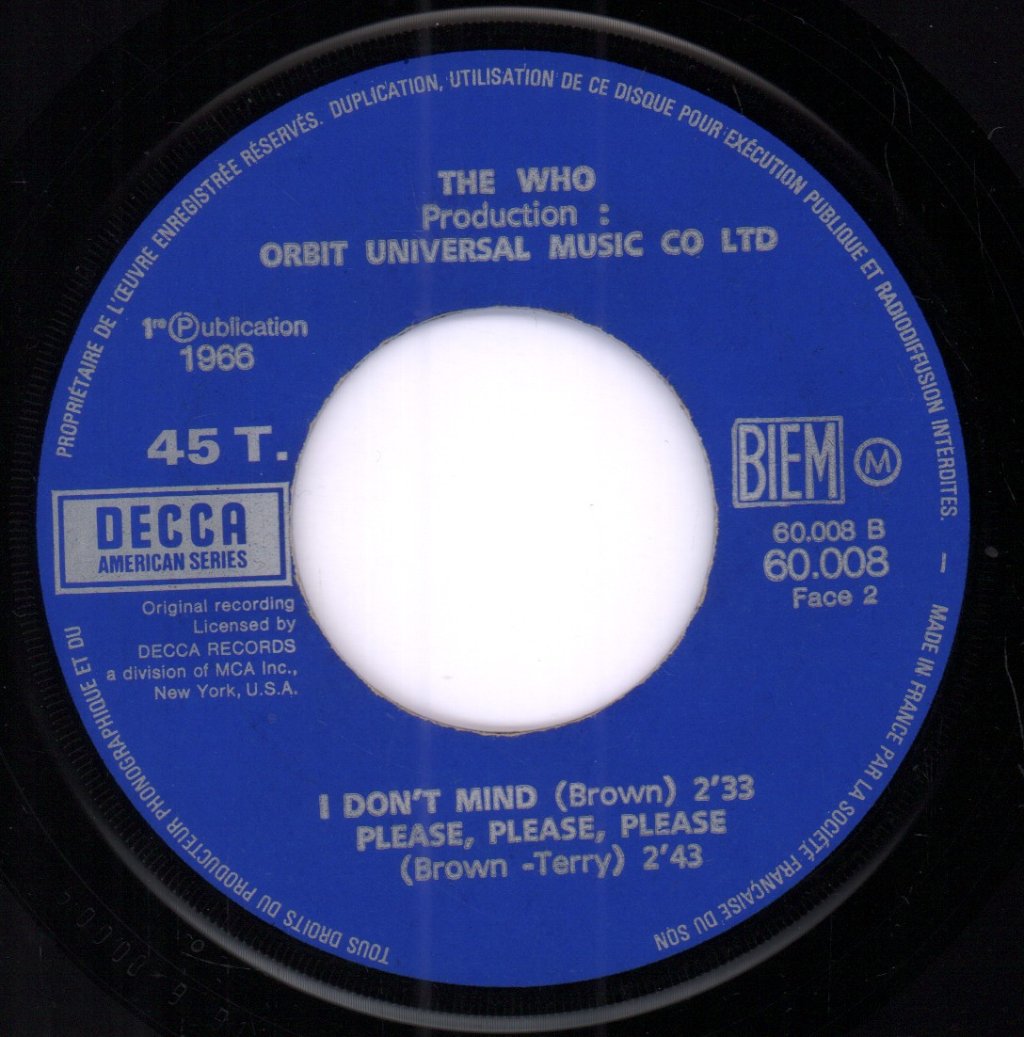 TOUS DROITS DU PRODUCTEUR PHONOGRAPHIQUE ET DU PROPRIÉTAIRE DE L'ŒUVRE ENREGISTRÉE RÉSERVÉS. DUPLICATION, UTILISATION DE CE DISQUE POUR EXÉCUTION PUBLIQUE ET RADIODIFFUSION INTERDITES. — MADE IN FRANCE PAR LA SOCIÉTÉ FRANÇAISE DU SON
THE WHO
Production :
ORBIT UNIVERSAL MUSIC CO LTD
1re Ⓟublication
1966
45 T.
BIEM Ⓜ
DECCA
AMERICAN SERIES
60.008 B
60.008
Face 2
Original recording
Licensed by
DECCA RECORDS
a division of MCA Inc.,
New York, U.S.A.
I DON'T MIND (Brown) 2'33
PLEASE, PLEASE, PLEASE
(Brown -Terry) 2'43